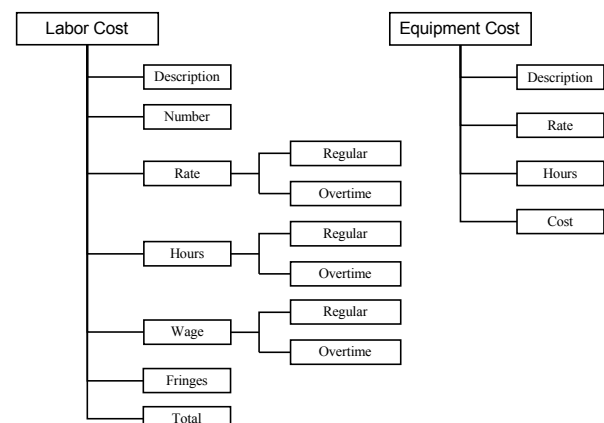 Labor Cost
Description
Number
Rate
Regular
Overtime
Hours
Regular
Overtime
Wage
Regular
Overtime
Fringes
Total
Equipment Cost
Description
Rate
Hours
Cost